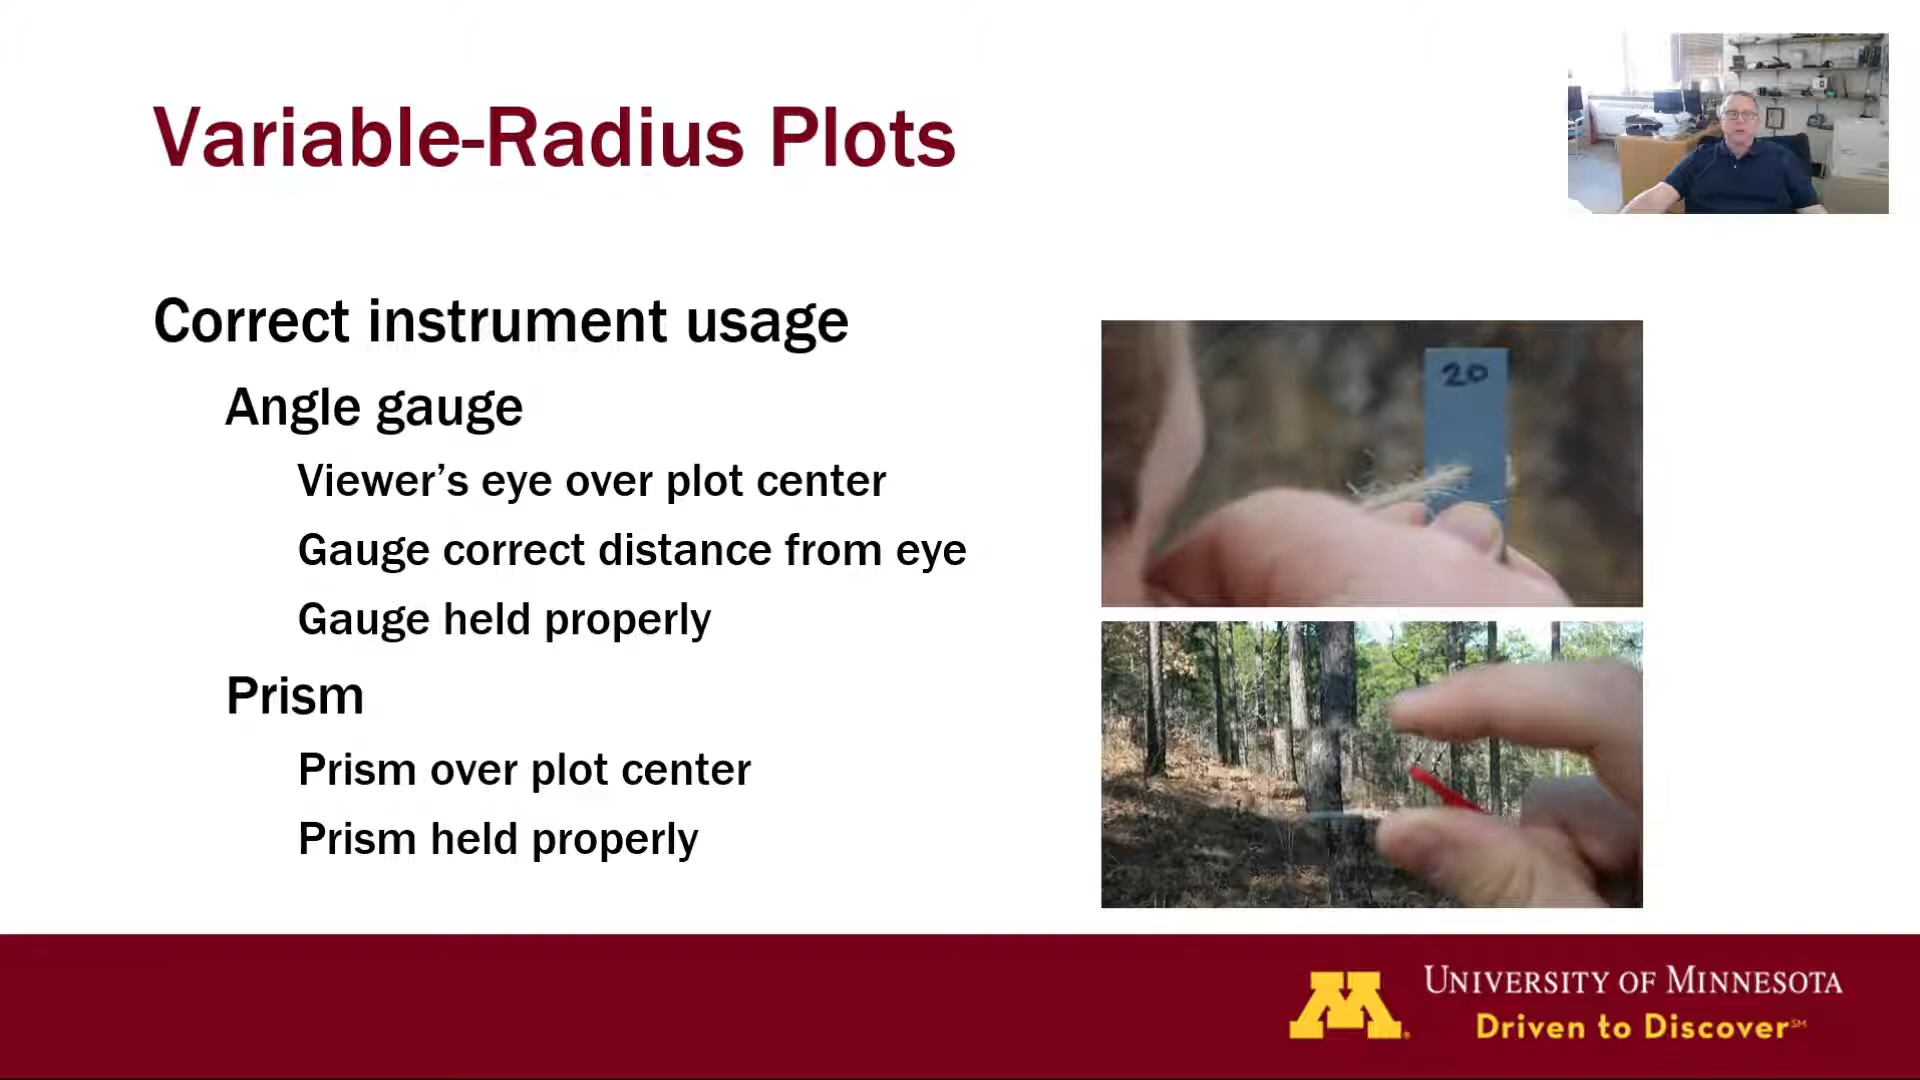 Variable-Radius Plots
Correct instrument usage
Angle gauge
Viewer’s eye over plot center
Gauge correct distance from eye
Gauge held properly
Prism
Prism over plot center
Prism held properly
20
M
UNIVERSITY OF MINNESOTA
Driven to Discover℠